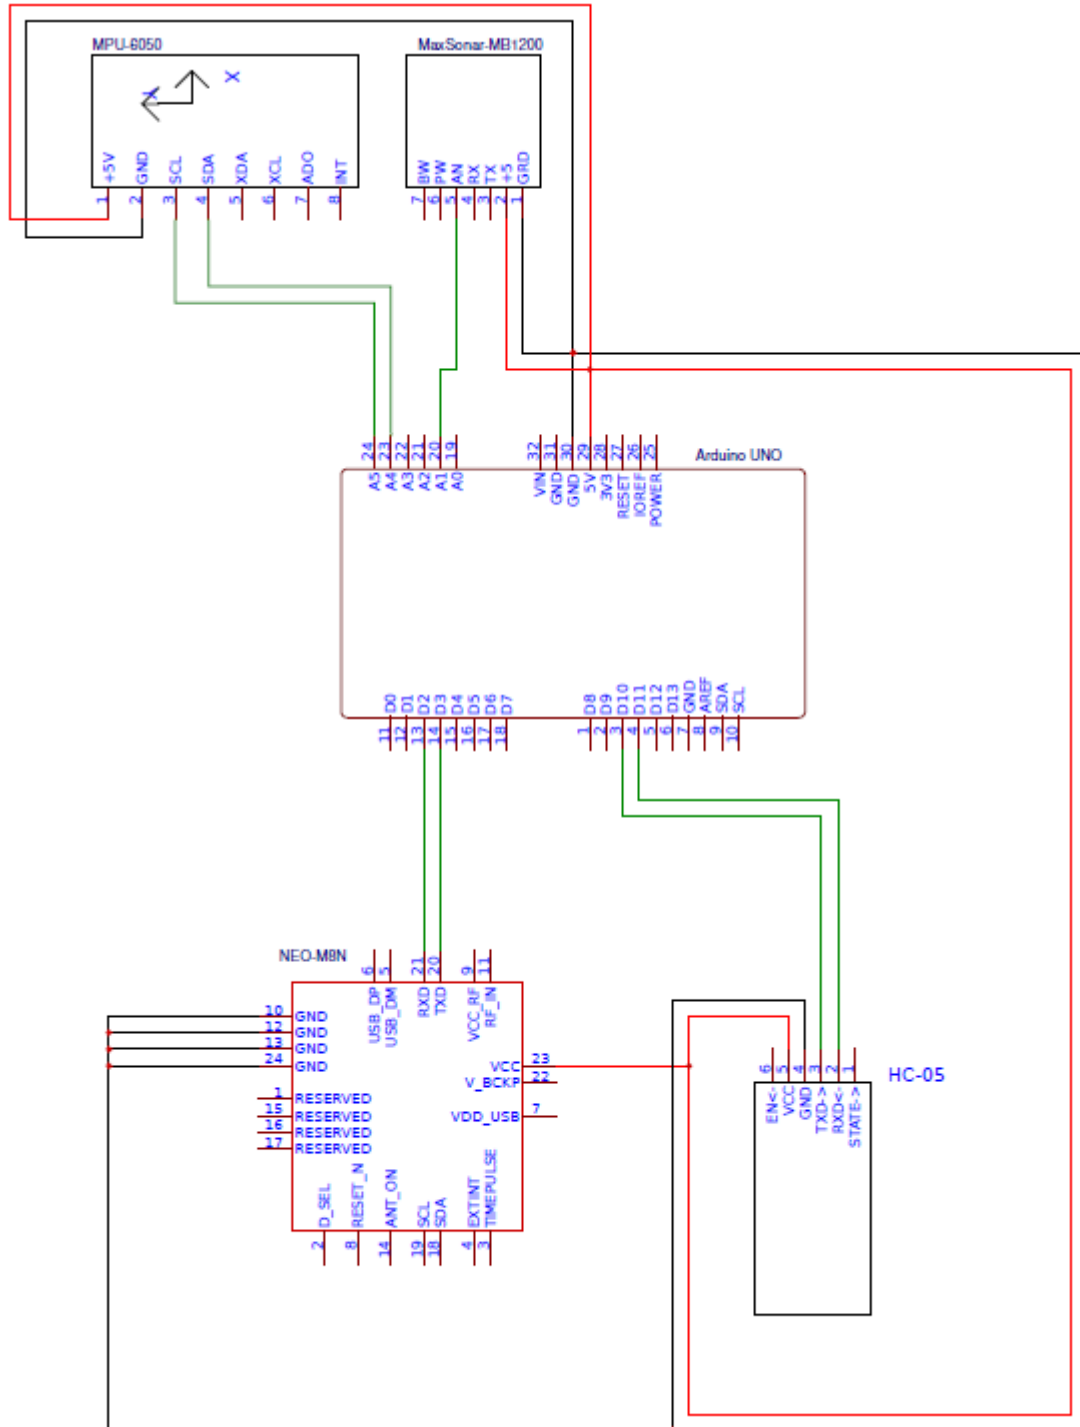 MPU-6050
MaxSonar-MB1200
X
Y
+5V
GND
SCL
SDA
XDA
XCL
ADO
INT
1
2
3
4
5
6
7
8
BW
PW
AN
RX
TX
+5
GRD
7
6
5
4
3
2
1
24
23
22
21
20
19
32
31
30
29
28
27
26
25
Arduino UNO
A5
A4
A3
A2
A1
A0
VIN
GND
GND
5V
3V3
RESET
IOREF
POWER
D0
D1
D2
D3
D4
D5
D6
D7
D8
D9
D10
D11
D12
D13
GND
AREF
SDA
SCL
11
12
13
14
15
16
17
18
1
2
3
4
5
6
7
8
9
10
NEO-M8N
6
5
21
20
9
11
USB_DP
USB_DM
RXD
TXD
VCC_RF
RF_IN
10 GND
12 GND
13 GND
24 GND
1 RESERVED
15 RESERVED
16 RESERVED
17 RESERVED
VCC 23
V_BCKP 22
VDD_USB 7
D_SEL
RESET_N
ANT_ON
SCL
SDA
EXTINT
TIMEPULSE
2
8
14
19
18
4
3
HC-05
6
5
4
3
2
1
EN<-
VCC
GND
TXD->
RXD<-
STATE->